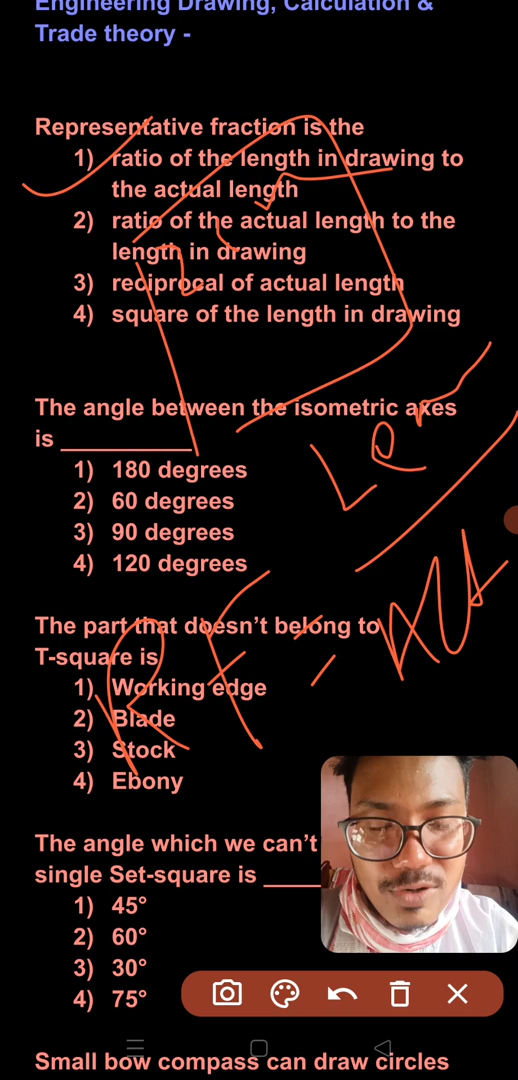 Engineering Drawing, Calculation &
Trade theory -
Representative fraction is the
1) ratio of the length in drawing to
the actual length
2) ratio of the actual length to the
length in drawing
3) reciprocal of actual length
4) square of the length in drawing
The angle between the isometric axes
is __________
1) 180 degrees
2) 60 degrees
3) 90 degrees
4) 120 degrees
The part that doesn’t belong to
T-square is
1) Working edge
2) Blade
3) Stock
4) Ebony
RF -
The angle which we can’t
single Set-square is ____
1) 45°
2) 60°
3) 30°
4) 75°
Small bow compass can draw circles